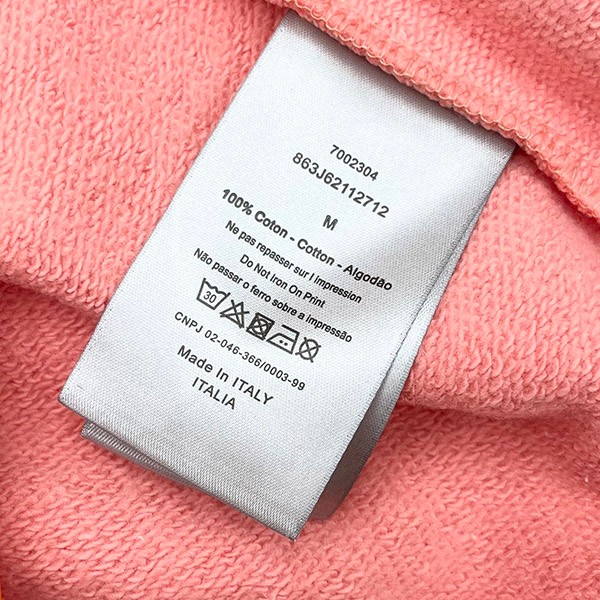 7002304
863J62112712
M
100% Coton - Cotton - Algodão
Ne pas repasser sur l impression
Do Not Iron On Print
Não passar o ferro sobre a impressão
30
CNPJ 02-046-366/0003-99
Made In ITALY
ITALIA